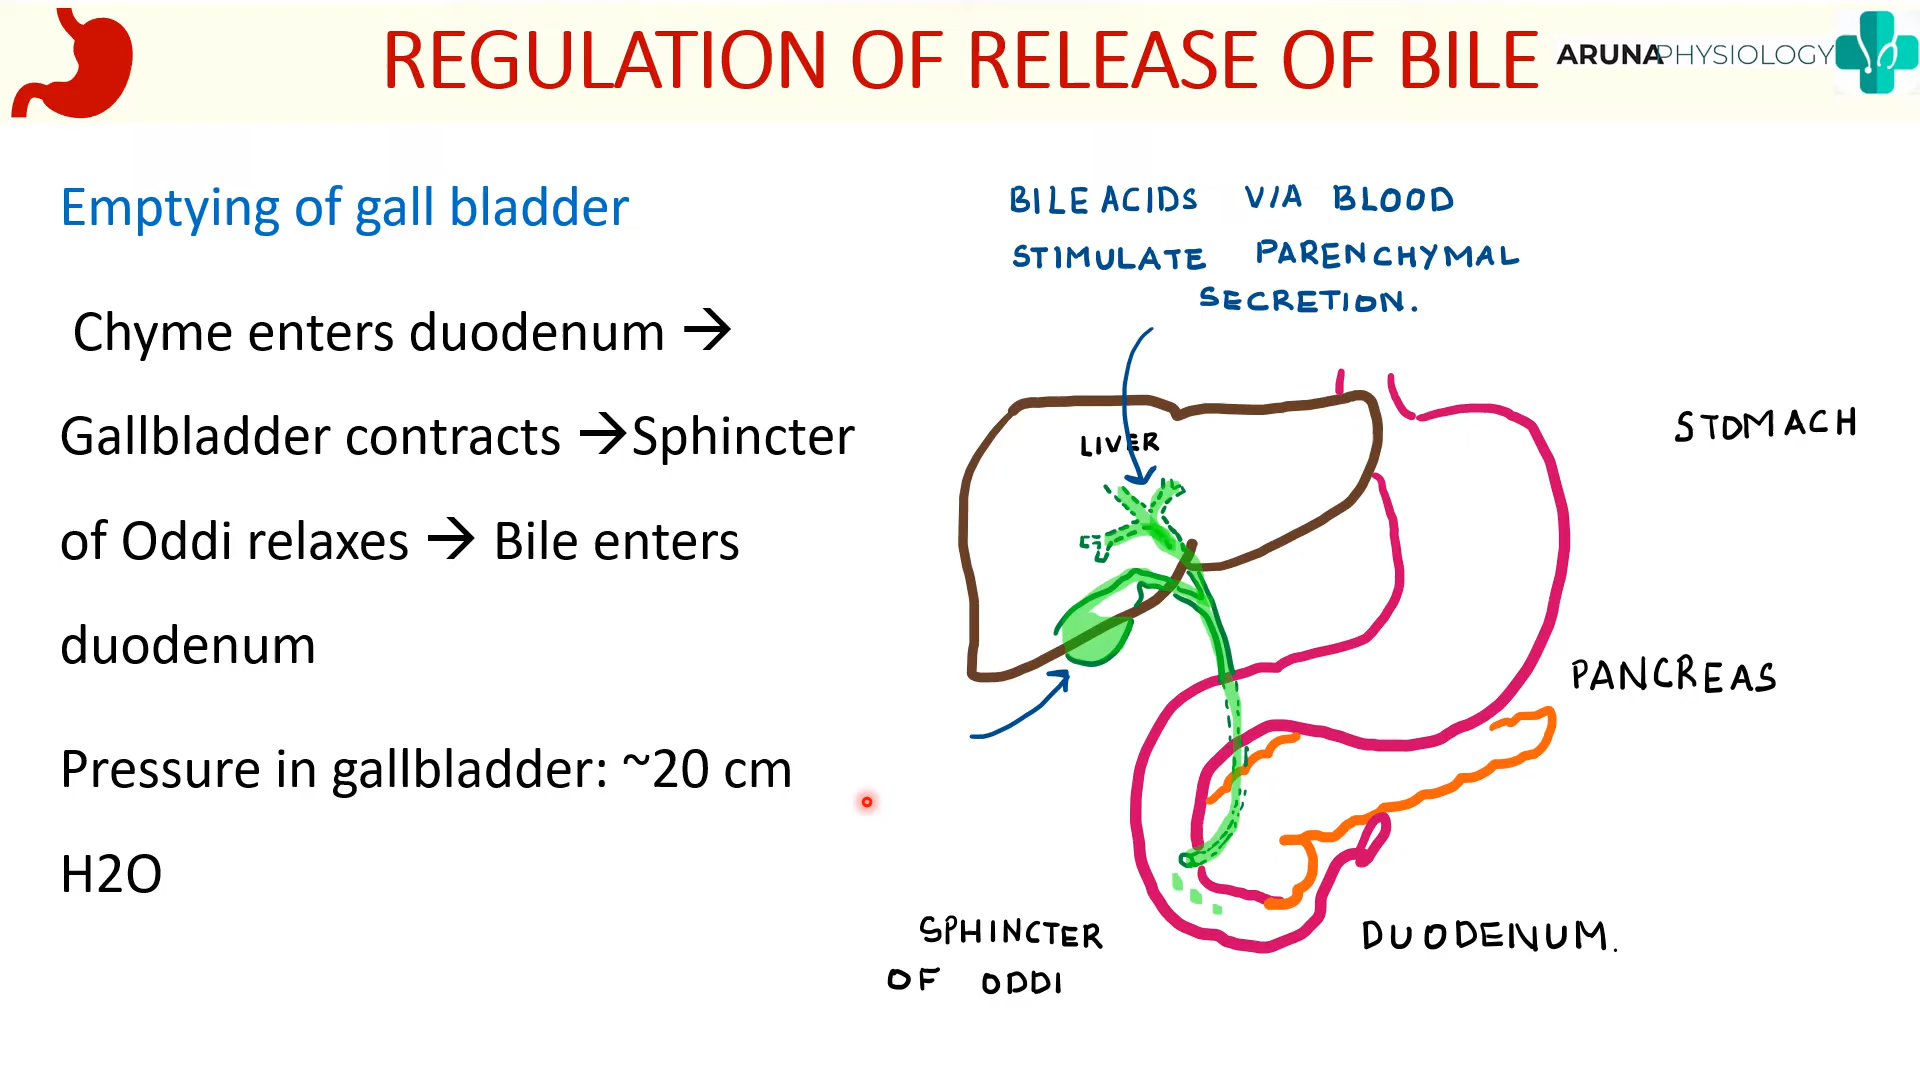 REGULATION OF RELEASE OF BILE
ARUNAPHYSIOLOGY
Emptying of gall bladder
Chyme enters duodenum →
Gallbladder contracts →Sphincter
of Oddi relaxes → Bile enters
duodenum
Pressure in gallbladder: ~20 cm
H2O
BILE ACIDS VIA BLOOD
STIMULATE PARENCHYMAL
SECRETION.
LIVER
STOMACH
PANCREAS
SPHINCTER
OF ODDI
DUODENUM.